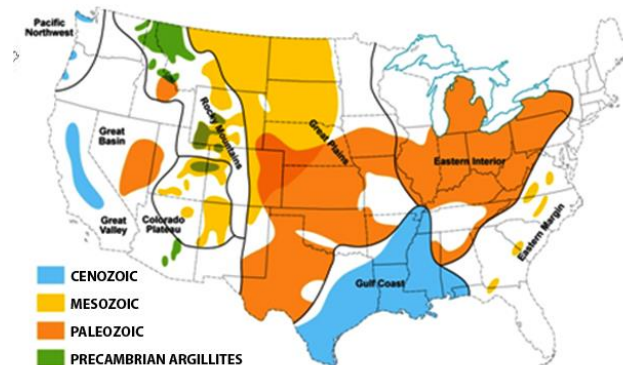 Pacific
Northwest
Rocky Mountains
Great Plains
Great
Basin
Eastern Interior
Great
Valley
Colorado
Plateau
Eastern Margin
Gulf Coast
CENOZOIC
MESOZOIC
PALEOZOIC
PRECAMBRIAN ARGILLITES